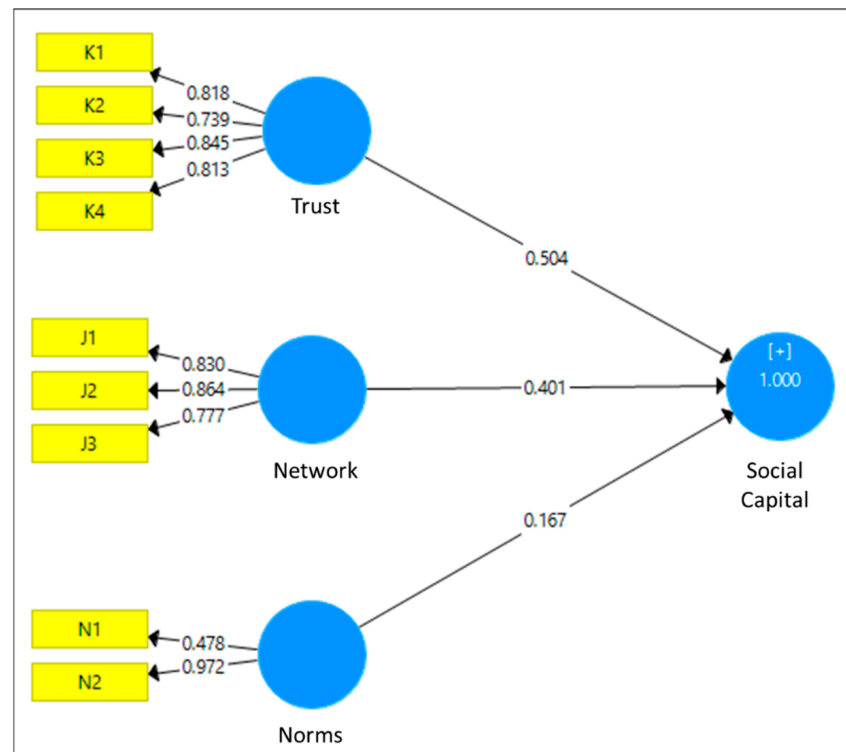 K1
0.818
K2
0.739
K3
0.845
K4
0.813
Trust
0.504
J1
0.830
J2
0.864
J3
0.777
Network
0.401
[+]
1.000
Social
Capital
0.167
N1
0.478
N2
0.972
Norms